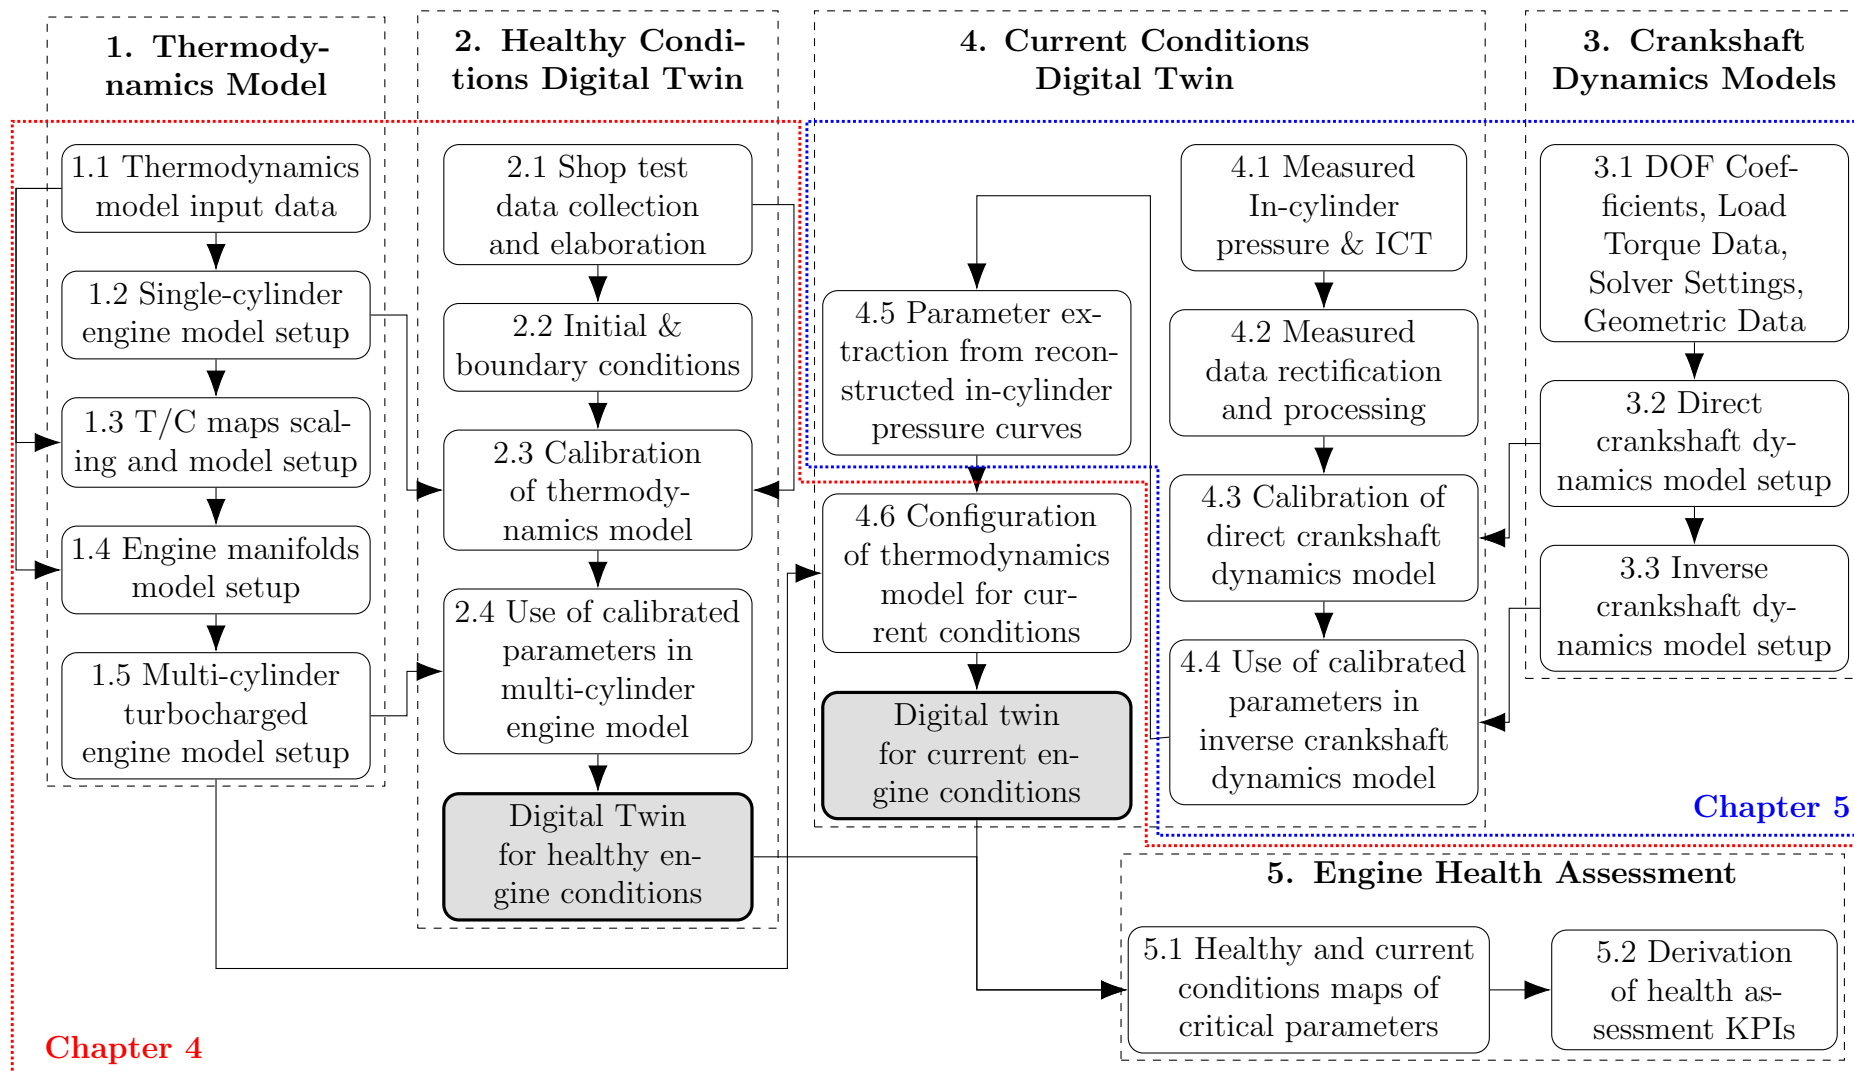 1. Thermody-
namics Model
1.1 Thermodynamics
model input data
1.2 Single-cylinder
engine model setup
1.3 T/C maps scal-
ing and model setup
1.4 Engine manifolds
model setup
1.5 Multi-cylinder
turbocharged
engine model setup
2. Healthy Condi-
tions Digital Twin
2.1 Shop test
data collection
and elaboration
2.2 Initial &
boundary conditions
2.3 Calibration
of thermody-
namics model
2.4 Use of calibrated
parameters in
multi-cylinder
engine model
Digital Twin
for healthy en-
gine conditions
4. Current Conditions
Digital Twin
4.1 Measured
In-cylinder
pressure & ICT
4.2 Measured
data rectification
and processing
4.3 Calibration of
direct crankshaft
dynamics model
4.4 Use of calibrated
parameters in
inverse crankshaft
dynamics model
4.5 Parameter ex-
traction from recon-
structed in-cylinder
pressure curves
4.6 Configuration
of thermodynamics
model for cur-
rent conditions
Digital twin
for current en-
gine conditions
3. Crankshaft
Dynamics Models
3.1 DOF Coef-
ficients, Load
Torque Data,
Solver Settings,
Geometric Data
3.2 Direct
crankshaft dy-
namics model setup
3.3 Inverse
crankshaft dy-
namics model setup
Chapter 5
5. Engine Health Assessment
5.1 Healthy and current
conditions maps of
critical parameters
5.2 Derivation
of health as-
sessment KPIs
Chapter 4